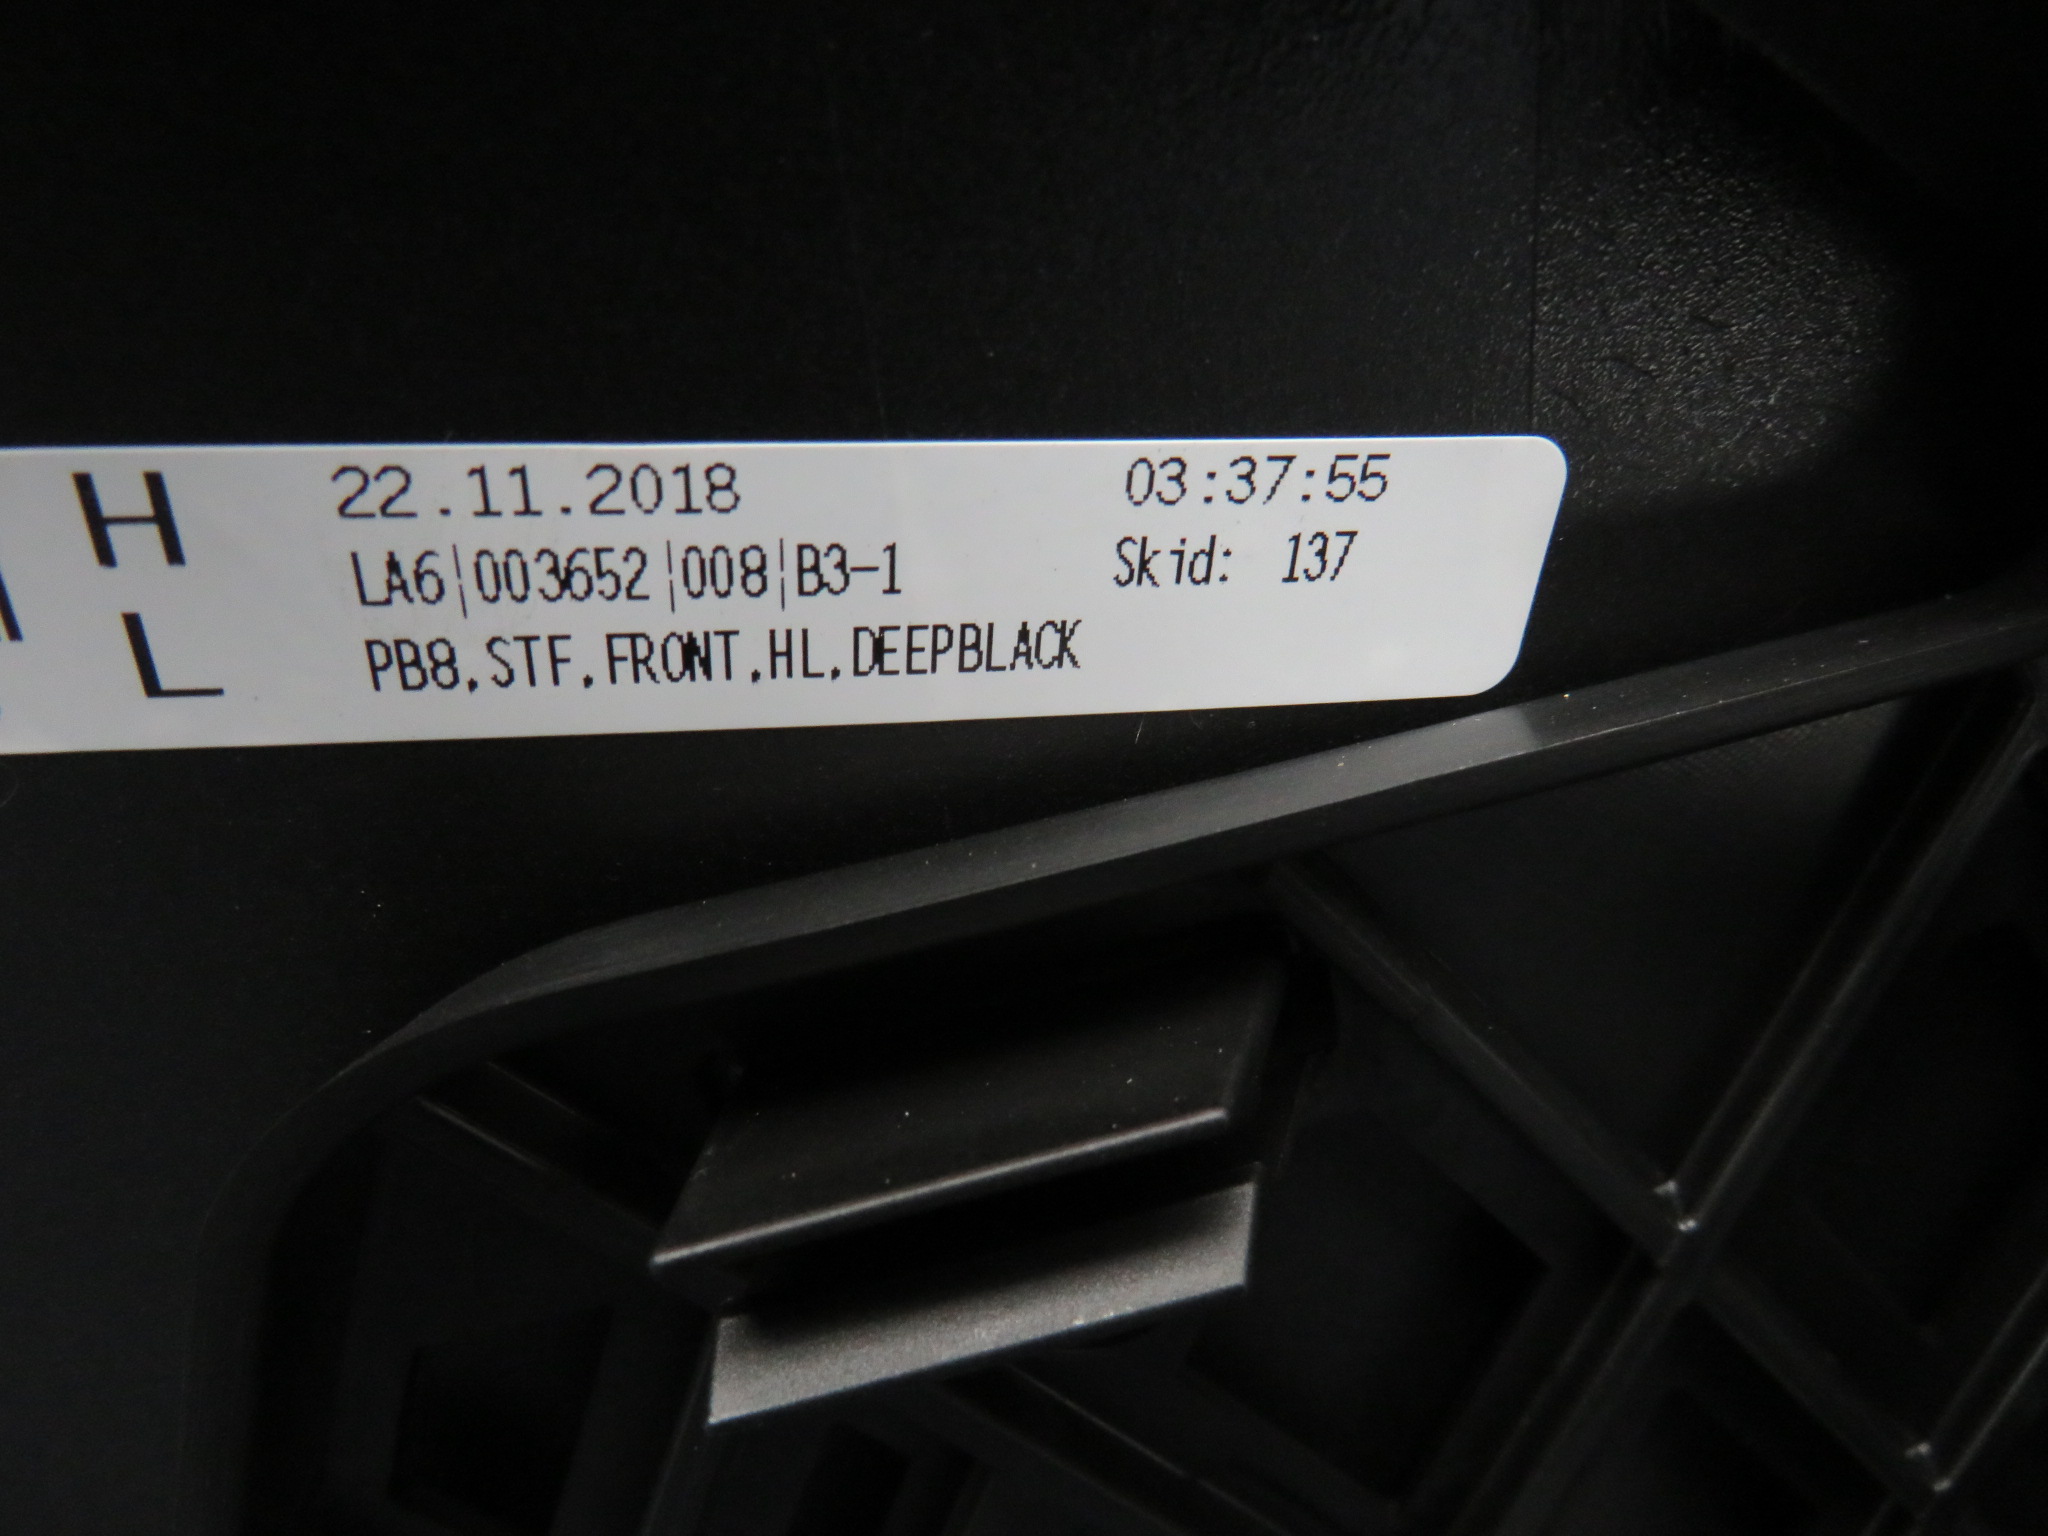 H 22.11.2018 03:37:55
LA6|003652|008|B3-1 Skid: 137
L PB8.STF.FRONT.HL.DEEPBLACK